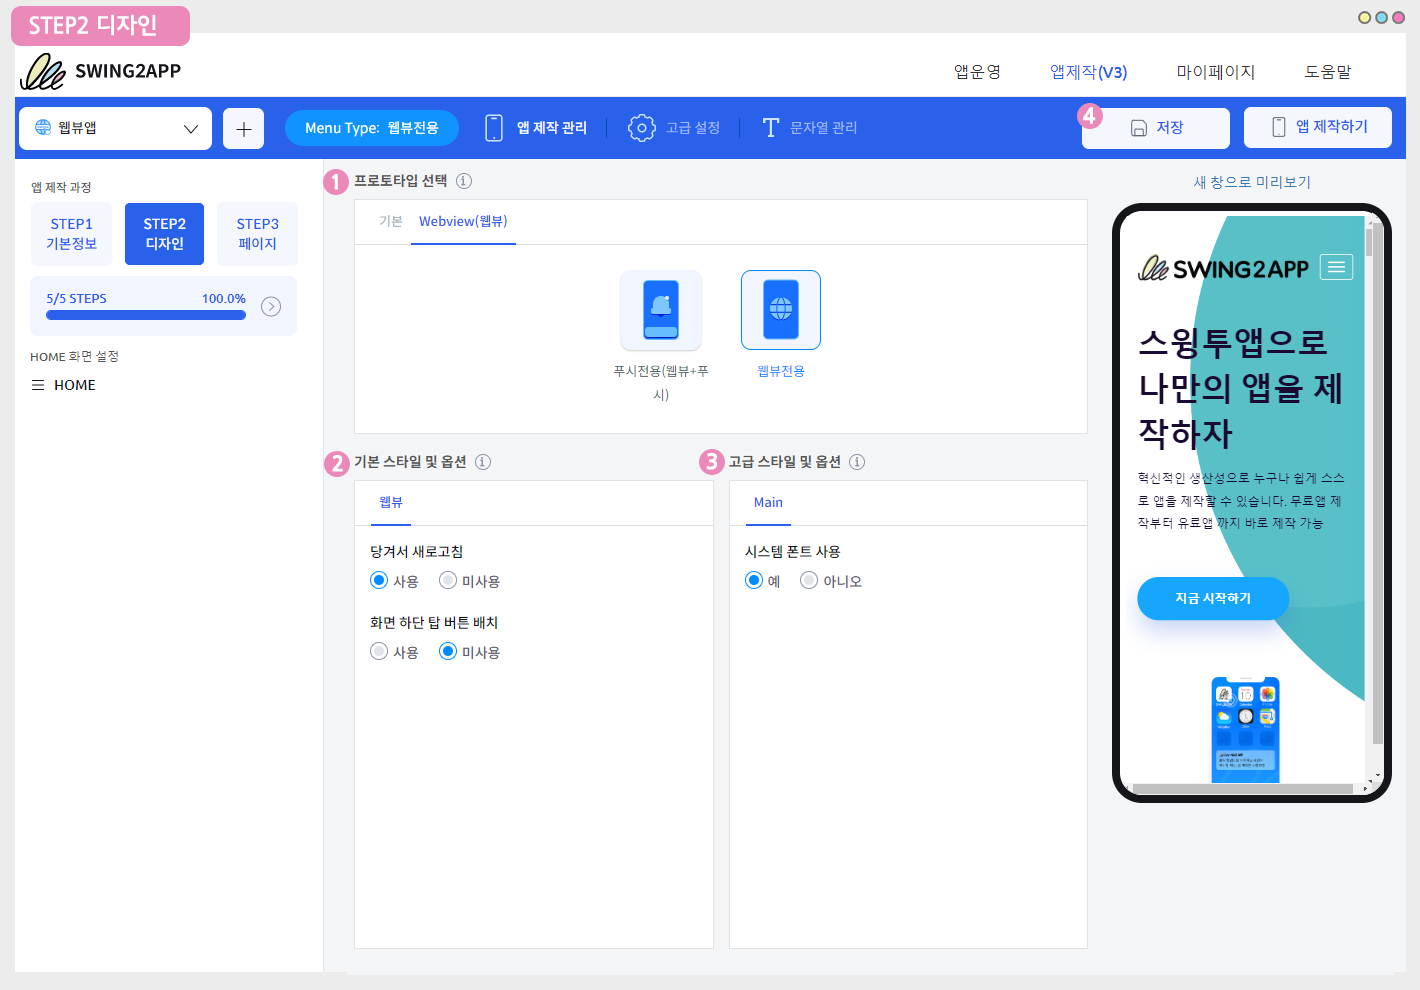 STEP2 디자인
SWING2APP
앱운영
앱제작(V3)
마이페이지
도움말
웹뷰앱
Menu Type: 웹뷰전용
앱 제작 관리
고급 설정
문자열 관리
4
저장
앱 제작하기
앱 제작 과정
STEP1
기본정보
STEP2
디자인
STEP3
페이지
5/5 STEPS
100.0%
HOME 화면 설정
HOME
1
프로토타입 선택
기본
Webview(웹뷰)
푸시전용(웹뷰+푸
시)
웹뷰전용
2
기본 스타일 및 옵션
웹뷰
당겨서 새로고침
사용
미사용
화면 하단 탑 버튼 배치
사용
미사용
3
고급 스타일 및 옵션
Main
시스템 폰트 사용
예
아니오
새 창으로 미리보기
SWING2APP
스윙투앱으로
나만의 앱을 제
작하자
혁신적인 생산성으로 누구나 쉽게 스스
로 앱을 제작할 수 있습니다. 무료앱 제
작부터 유료앱 까지 바로 제작 가능
지금 시작하기